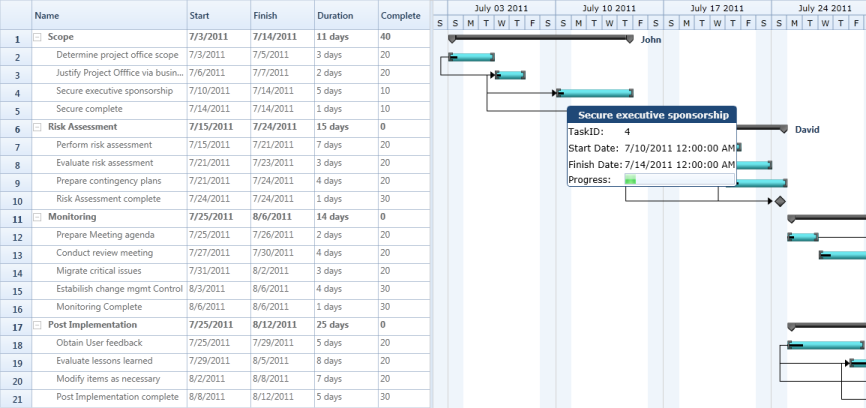 Name Start Finish Duration Complete
July 03 2011 July 10 2011 July 17 2011 July 24 2011
S S M T W T F S S M T W T F S S M T W T F S S M T W T F S
1 Scope 7/3/2011 7/14/2011 11 days 40
John
2 Determine project office scope 7/3/2011 7/5/2011 3 days 20
3 Justify Project Offfice via busin... 7/6/2011 7/7/2011 2 days 20
4 Secure executive sponsorship 7/10/2011 7/14/2011 5 days 10
5 Secure complete 7/14/2011 7/14/2011 1 days 10
Secure executive sponsorship
TaskID: 4
Start Date: 7/10/2011 12:00:00 AM
Finish Date: 7/14/2011 12:00:00 AM
Progress:
6 Risk Assessment 7/15/2011 7/24/2011 15 days 0
David
7 Perform risk assessment 7/15/2011 7/21/2011 7 days 20
8 Evaluate risk assessment 7/21/2011 7/23/2011 3 days 20
9 Prepare contingency plans 7/21/2011 7/24/2011 4 days 20
10 Risk Assessment complete 7/24/2011 7/24/2011 1 days 30
11 Monitoring 7/25/2011 8/6/2011 14 days 0
12 Prepare Meeting agenda 7/25/2011 7/26/2011 2 days 20
13 Conduct review meeting 7/27/2011 7/30/2011 4 days 20
14 Migrate critical issues 7/31/2011 8/2/2011 3 days 20
15 Estabilish change mgmt Control 8/3/2011 8/6/2011 4 days 30
16 Monitoring Complete 8/6/2011 8/6/2011 1 days 30
17 Post Implementation 7/25/2011 8/12/2011 25 days 0
18 Obtain User feedback 7/25/2011 7/29/2011 5 days 20
19 Evaluate lessons learned 7/29/2011 8/5/2011 8 days 20
20 Modify items as necessary 8/2/2011 8/8/2011 7 days 20
21 Post Implementation complete 8/8/2011 8/12/2011 5 days 30